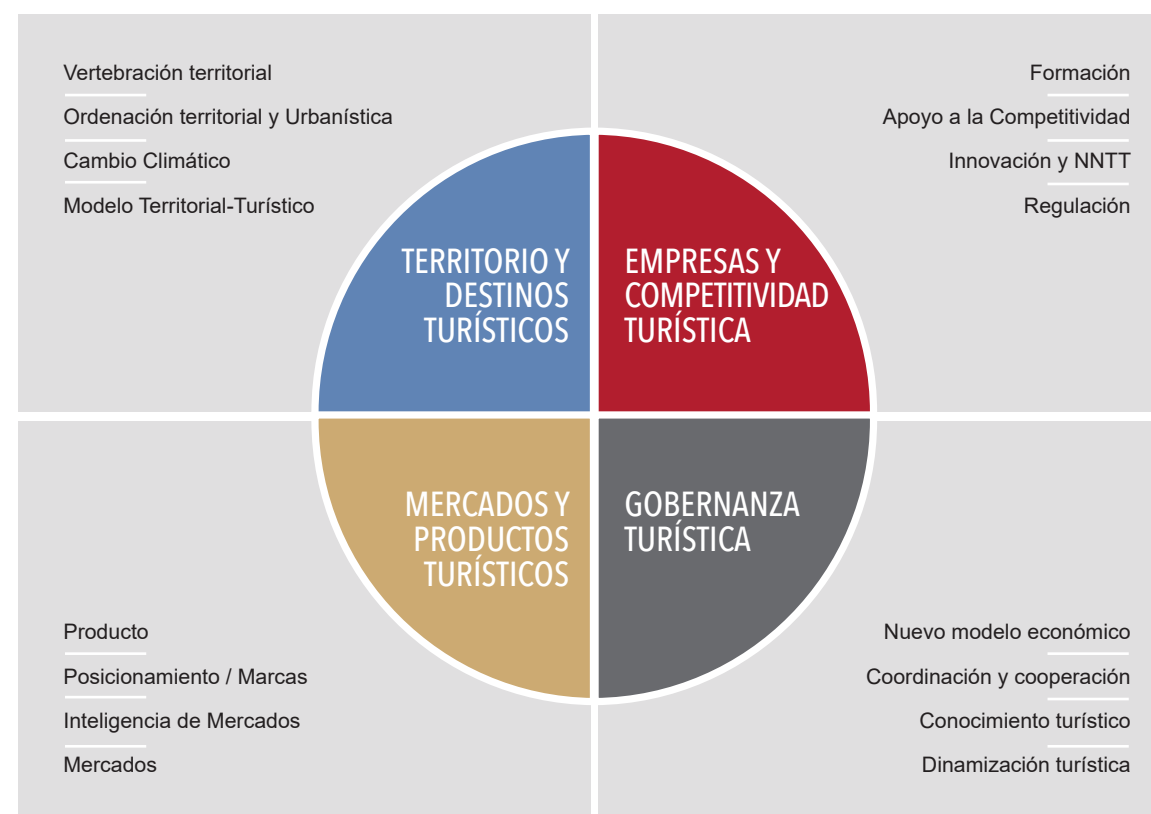 Vertebración territorial
Ordenación territorial y Urbanística
Cambio Climático
Modelo Territorial-Turístico
Formación
Apoyo a la Competitividad
Innovación y NNTT
Regulación
TERRITORIO Y
DESTINOS
TURÍSTICOS
EMPRESAS Y
COMPETITIVIDAD
TURÍSTICA
MERCADOS Y
PRODUCTOS
TURÍSTICOS
GOBERNANZA
TURÍSTICA
Producto
Posicionamiento / Marcas
Inteligencia de Mercados
Mercados
Nuevo modelo económico
Coordinación y cooperación
Conocimiento turístico
Dinamización turística